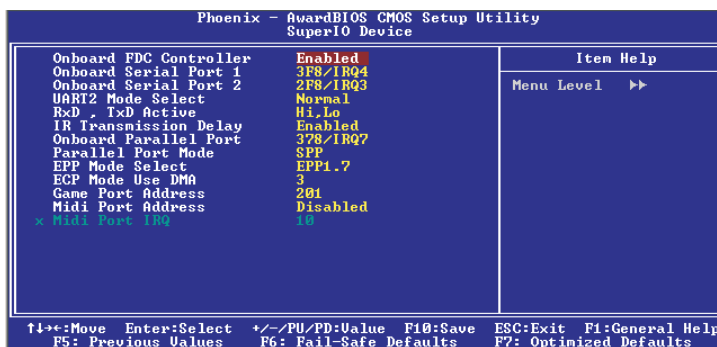 Phoenix - AwardBIOS CMOS Setup Utility
SuperIO Device
Onboard FDC Controller Enabled
Onboard Serial Port 1 3F8/IRQ4
Onboard Serial Port 2 2F8/IRQ3
UART2 Mode Select Normal
RxD , TxD Active Hi,Lo
IR Transmission Delay Enabled
Onboard Parallel Port 378/IRQ7
Parallel Port Mode SPP
EPP Mode Select EPP1.7
ECP Mode Use DMA 3
Game Port Address 201
Midi Port Address Disabled
x Midi Port IRQ 10
Item Help
Menu Level ▸▸
↑↓→←:Move Enter:Select +/-/PU/PD:Value F10:Save ESC:Exit F1:General Help
F5: Previous Values F6: Fail-Safe Defaults F7: Optimized Defaults